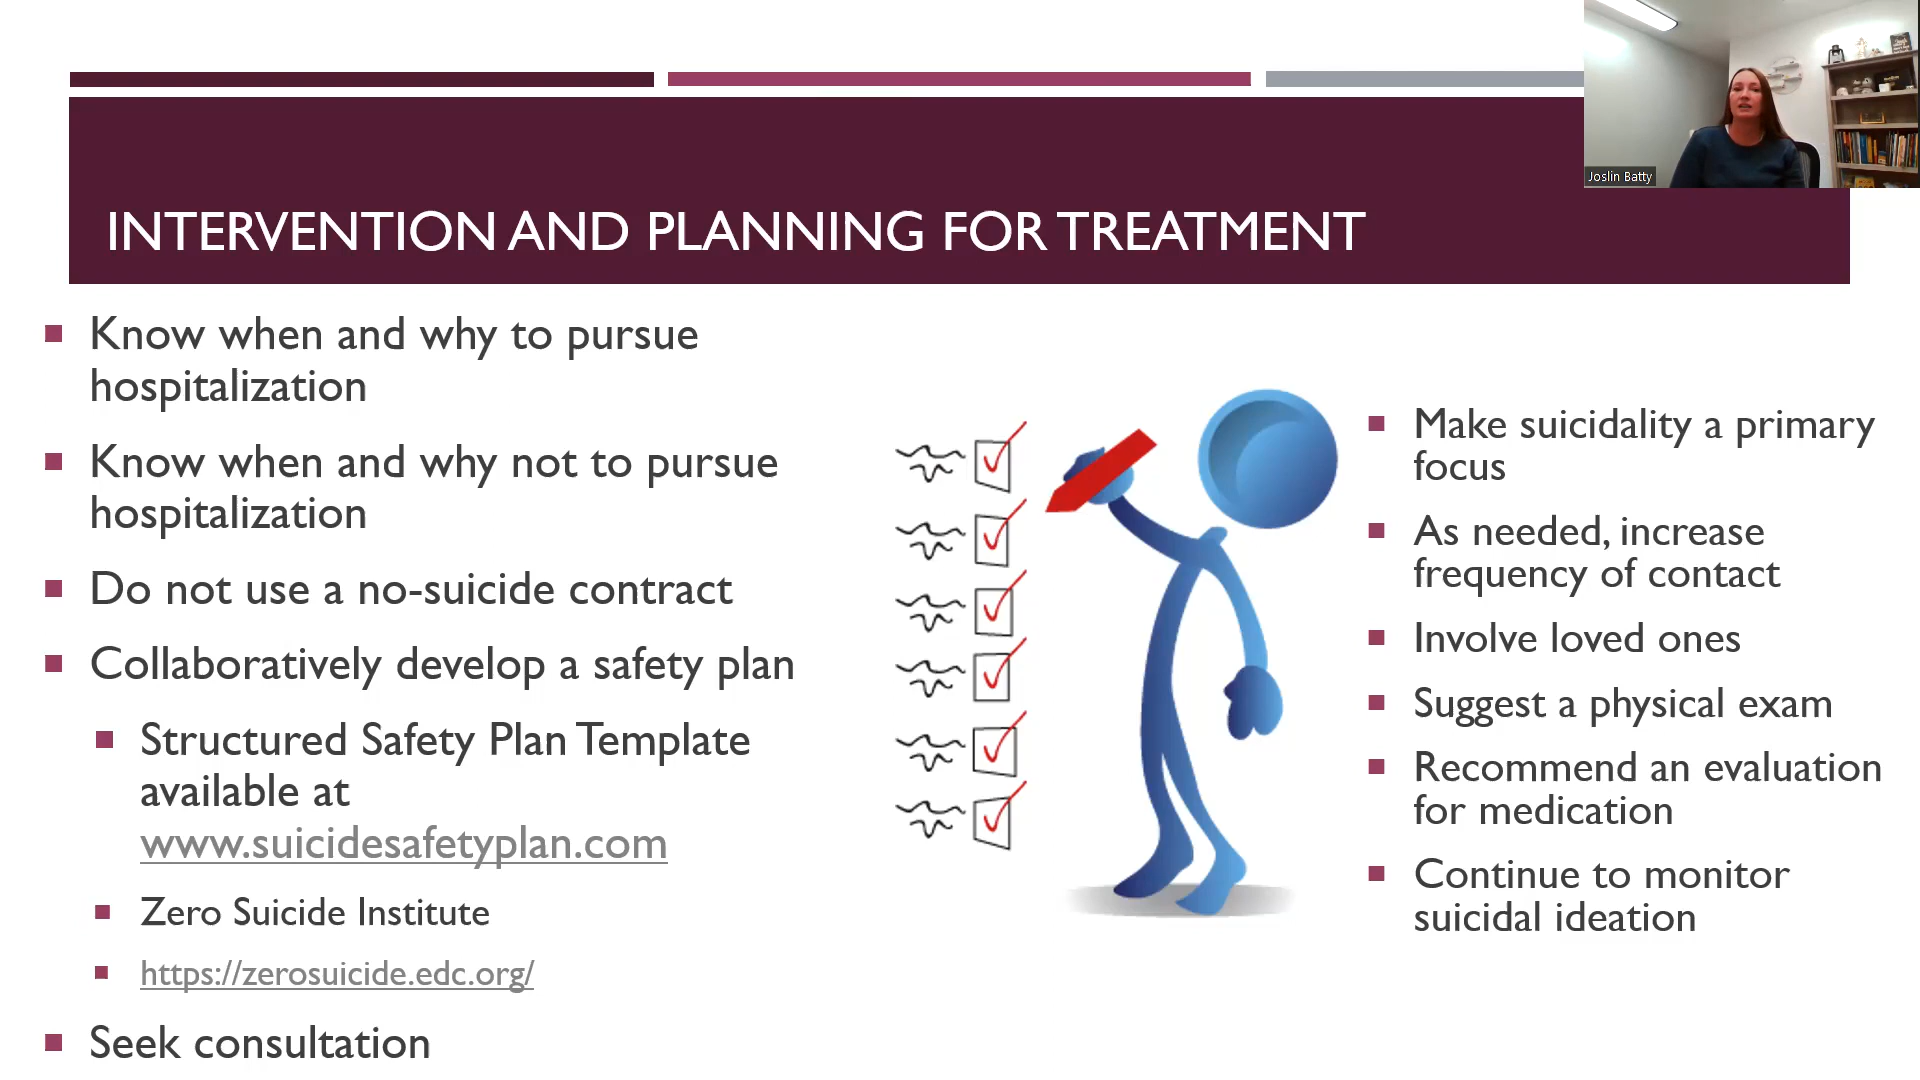 Joslin Batty
INTERVENTION AND PLANNING FOR TREATMENT
Know when and why to pursue
hospitalization
Know when and why not to pursue
hospitalization
Do not use a no-suicide contract
Collaboratively develop a safety plan
Structured Safety Plan Template
available at
www.suicidesafetyplan.com
Zero Suicide Institute
https://zerosuicide.edc.org/
Seek consultation
Make suicidality a primary
focus
As needed, increase
frequency of contact
Involve loved ones
Suggest a physical exam
Recommend an evaluation
for medication
Continue to monitor
suicidal ideation